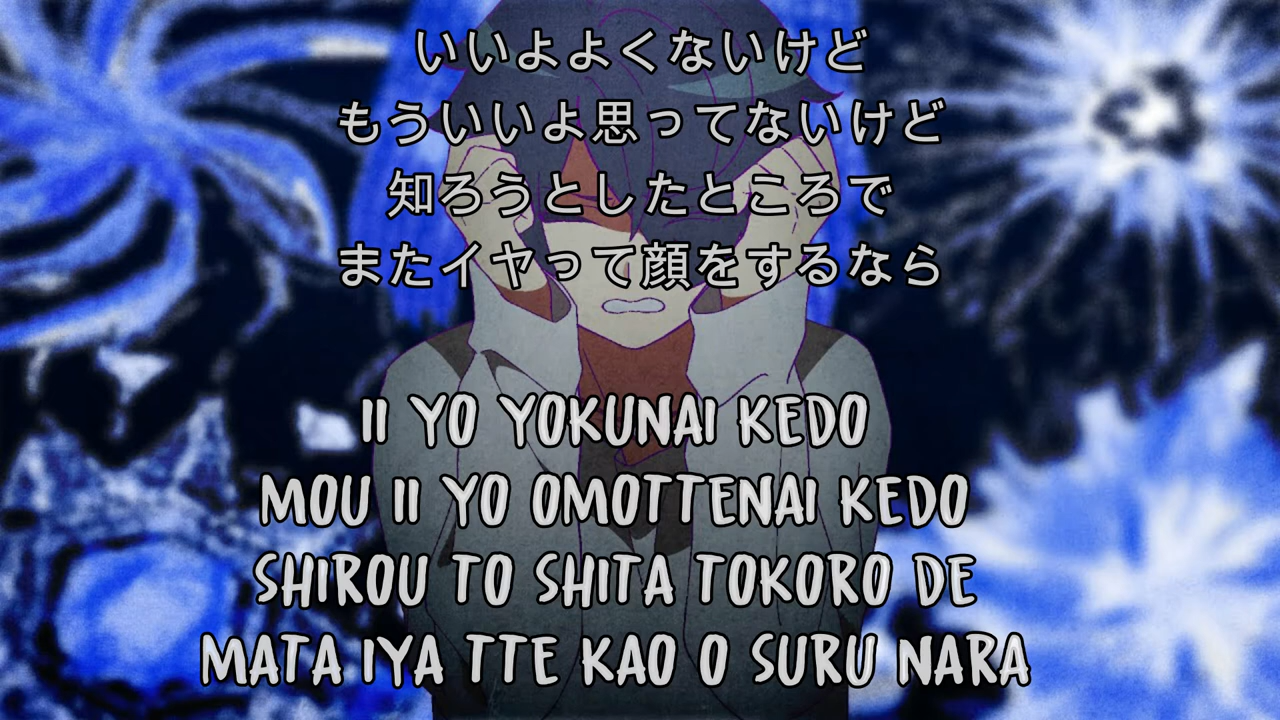 いいよよくないけど
もういいよ思ってないけど
知ろうとしたところで
またイヤって顔をするなら
II YO YOKUNAI KEDO
MOU II YO OMOTTENAI KEDO
SHIROU TO SHITA TOKORO DE
MATA IYA TTE KAO O SURU NARA